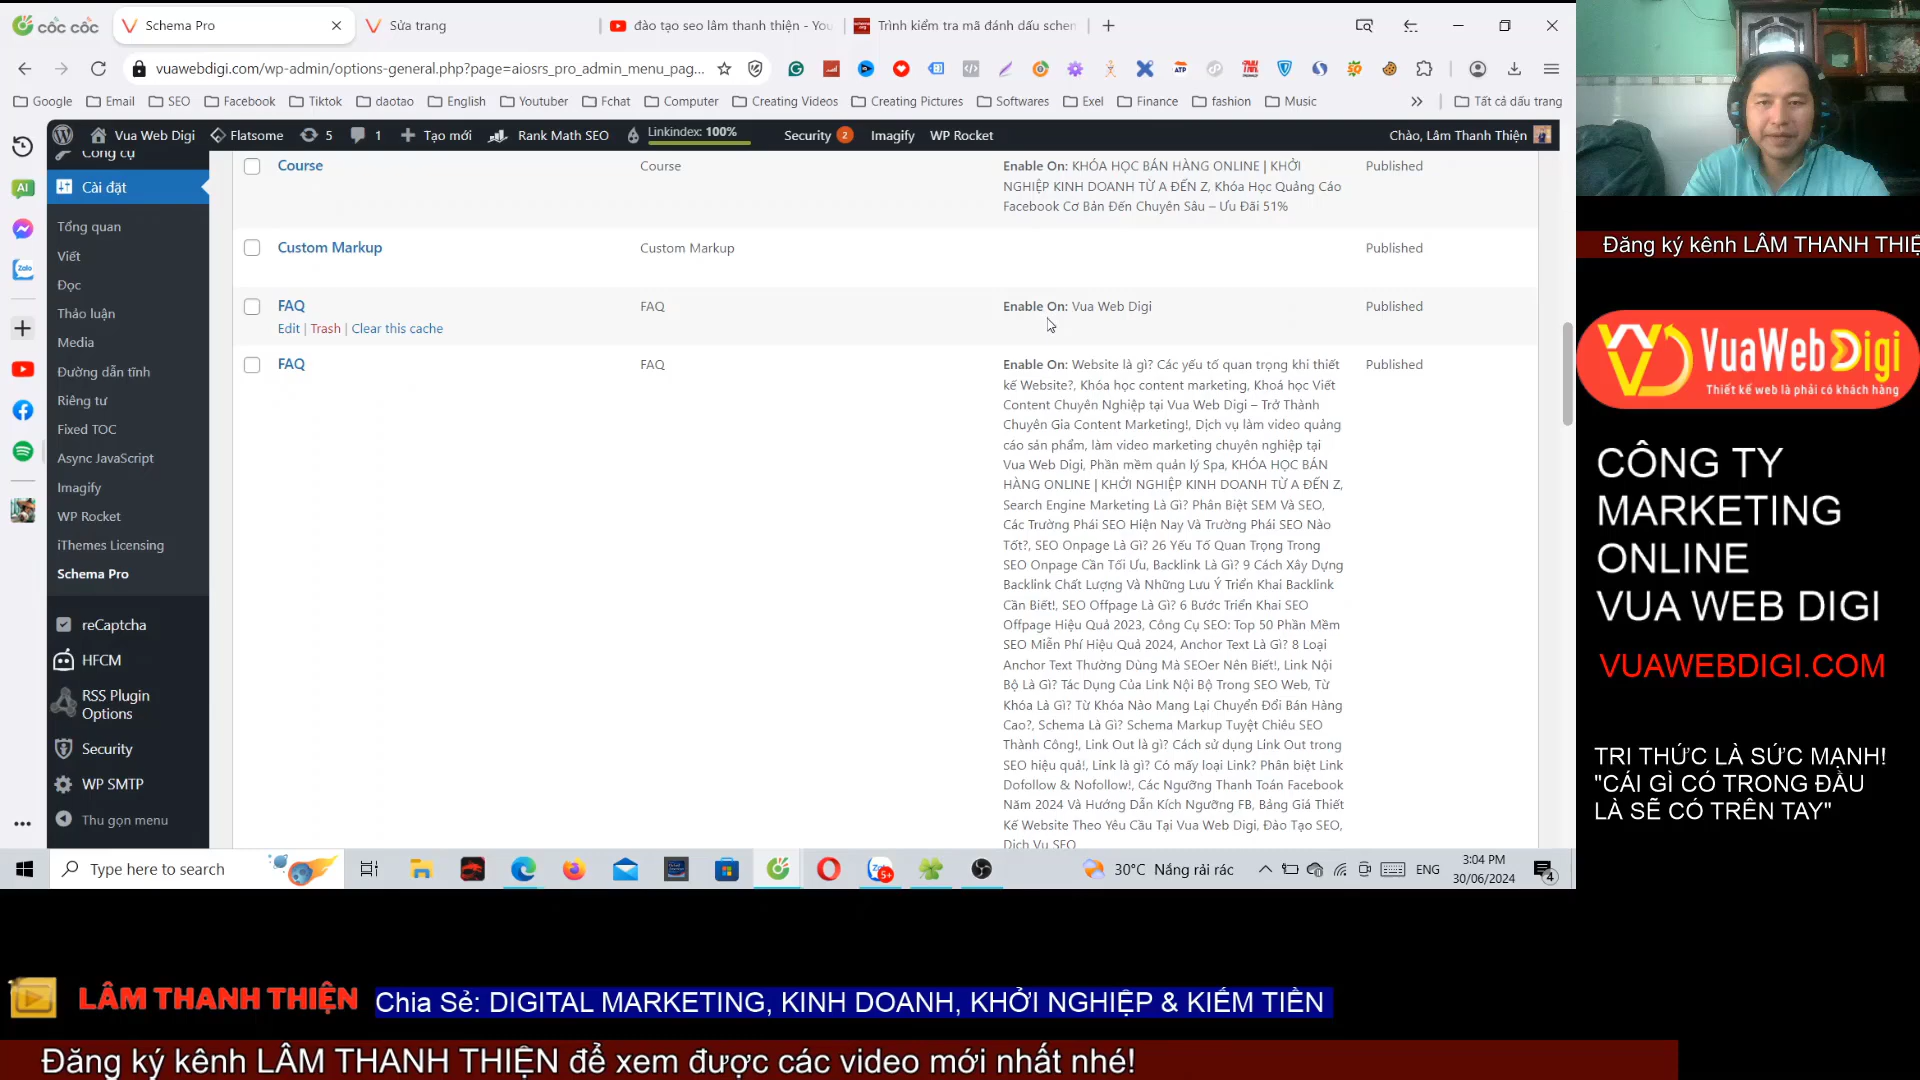 cốc cốc
Schema Pro
Sửa trang
đào tạo seo lâm thanh thiện - You
Trình kiểm tra mã đánh dấu schem
vuawebdigi.com/wp-admin/options-general.php?page=aiosrs_pro_admin_menu_pag...
Google
Email
SEO
Facebook
Tiktok
daotao
English
Youtuber
Fchat
Computer
Creating Videos
Creating Pictures
Softwares
Exel
Finance
fashion
Music
Tất cả dấu trang
Vua Web Digi
Flatsome
5
1
Tạo mới
Rank Math SEO
Linkindex: 100%
Security 2
Imagify
WP Rocket
Chào, Lâm Thanh Thiện
Công cụ
Cài đặt
Tổng quan
Viết
Đọc
Thảo luận
Media
Đường dẫn tĩnh
Riêng tư
Fixed TOC
Async JavaScript
Imagify
WP Rocket
iThemes Licensing
Schema Pro
reCaptcha
HFCM
RSS Plugin
Options
Security
WP SMTP
Thu gọn menu
Course
Course
Enable On: KHÓA HỌC BÁN HÀNG ONLINE | KHỞI
NGHIỆP KINH DOANH TỪ A ĐẾN Z, Khóa Học Quảng Cáo
Facebook Cơ Bản Đến Chuyên Sâu – Ưu Đãi 51%
Published
Custom Markup
Custom Markup
Published
FAQ
Edit | Trash | Clear this cache
FAQ
Enable On: Vua Web Digi
Published
FAQ
FAQ
Enable On: Website là gì? Các yếu tố quan trọng khi thiết
kế Website?, Khóa học content marketing, Khoá học Viết
Content Chuyên Nghiệp tại Vua Web Digi – Trở Thành
Chuyên Gia Content Marketing!, Dịch vụ làm video quảng
cáo sản phẩm, làm video marketing chuyên nghiệp tại
Vua Web Digi, Phần mềm quản lý Spa, KHÓA HỌC BÁN
HÀNG ONLINE | KHỞI NGHIỆP KINH DOANH TỪ A ĐẾN Z,
Search Engine Marketing Là Gì? Phân Biệt SEM Và SEO,
Các Trường Phái SEO Hiện Nay Và Trường Phái SEO Nào
Tốt?, SEO Onpage Là Gì? 26 Yếu Tố Quan Trọng Trong
SEO Onpage Cần Tối Ưu, Backlink Là Gì? 9 Cách Xây Dựng
Backlink Chất Lượng Và Những Lưu Ý Triển Khai Backlink
Cần Biết!, SEO Offpage Là Gì? 6 Bước Triển Khai SEO
Offpage Hiệu Quả 2023, Công Cụ SEO: Top 50 Phần Mềm
SEO Miễn Phí Hiệu Quả 2024, Anchor Text Là Gì? 8 Loại
Anchor Text Thường Dùng Mà SEOer Nên Biết!, Link Nội
Bộ Là Gì? Tác Dụng Của Link Nội Bộ Trong SEO Web, Từ
Khóa Là Gì? Từ Khóa Nào Mang Lại Chuyển Đổi Bán Hàng
Cao?, Schema Là Gì? Schema Markup Tuyệt Chiêu SEO
Thành Công!, Link Out là gì? Cách sử dụng Link Out trong
SEO hiệu quả!, Link là gì? Có mấy loại Link? Phân biệt Link
Dofollow & Nofollow!, Các Ngưỡng Thanh Toán Facebook
Năm 2024 Và Hướng Dẫn Kích Ngưỡng FB, Bảng Giá Thiết
Kế Website Theo Yêu Cầu Tại Vua Web Digi, Đào Tạo SEO,
Dịch Vụ SEO
Published
Type here to search
30°C Nắng rải rác
ENG
3:04 PM
30/06/2024
4
Đăng ký kênh LÂM THANH THIỆ
VuaWebDigi
Thiết kế web là phải có khách hàng
CÔNG TY
MARKETING
ONLINE
VUA WEB DIGI
VUAWEBDIGI.COM
TRI THỨC LÀ SỨC MẠNH!
"CÁI GÌ CÓ TRONG ĐẦU
LÀ SẼ CÓ TRÊN TAY"
LÂM THANH THIỆN
Chia Sẻ: DIGITAL MARKETING, KINH DOANH, KHỞI NGHIỆP & KIẾM TIỀN
Đăng ký kênh LÂM THANH THIỆN để xem được các video mới nhất nhé!